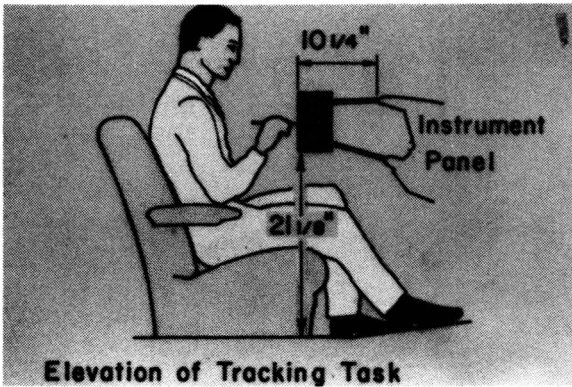 10 1/4"
Instrument
Panel
21 1/8"
Elevation of Tracking Task